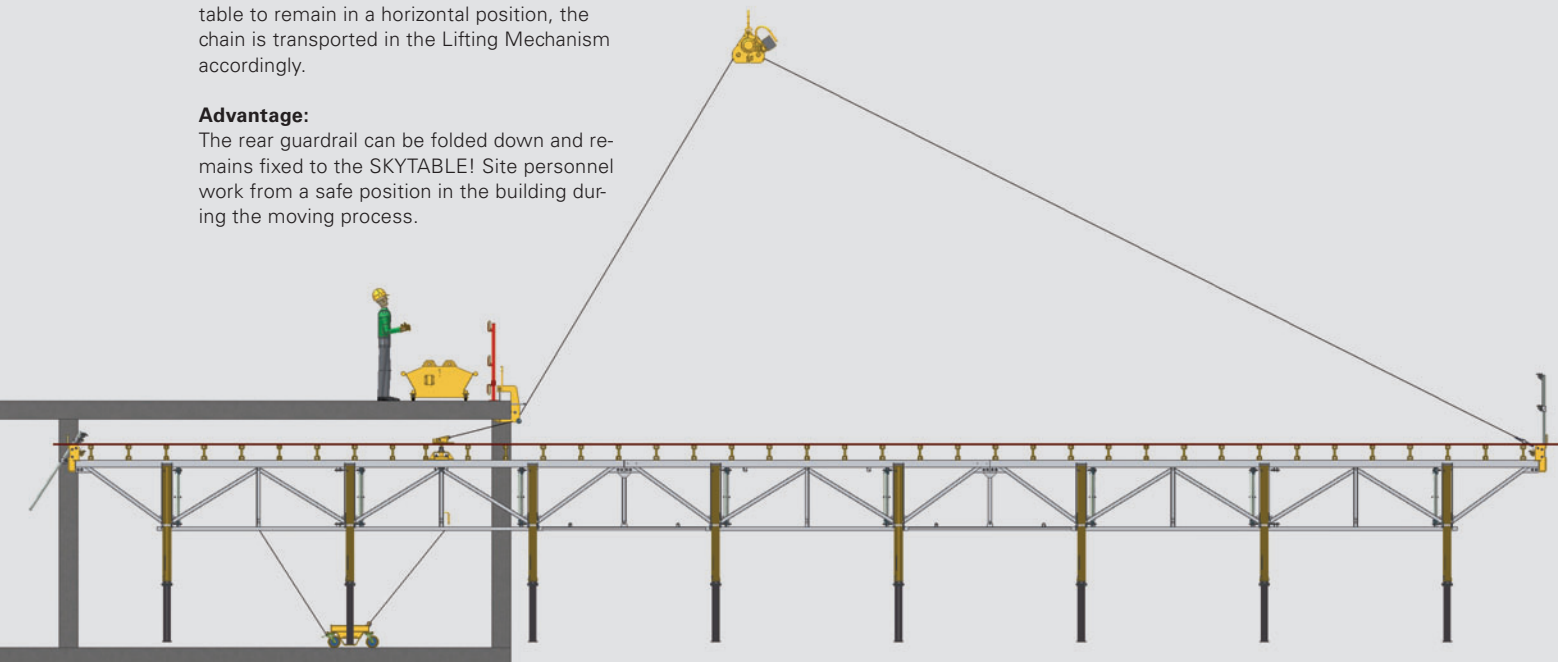 table to remain in a horizontal position, the
chain is transported in the Lifting Mechanism
accordingly.
Advantage:
The rear guardrail can be folded down and re-
mains fixed to the SKYTABLE! Site personnel
work from a safe position in the building dur-
ing the moving process.